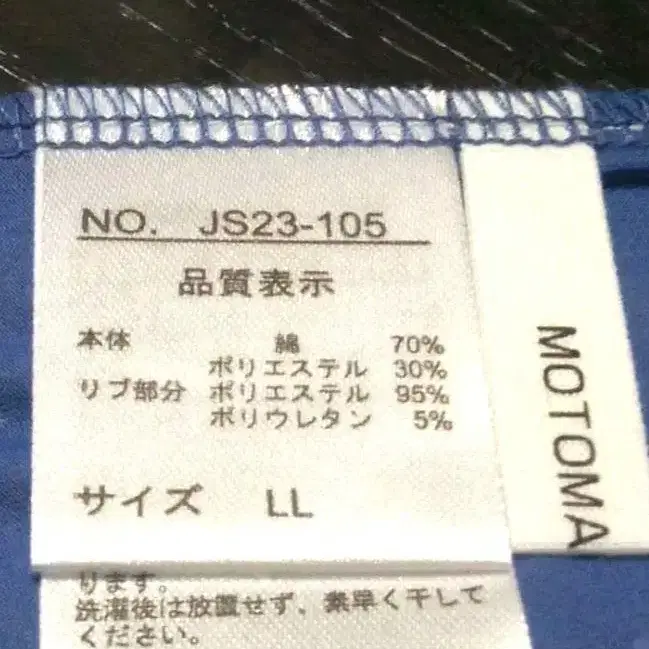 NO. JS23-105
品質表示
本体 綿 70%
ポリエステル 30%
リブ部分 ポリエステル 95%
ポリウレタン 5%
サイズ LL
ります。
洗濯後は放置せず、素早く干して
ください。
MOTOMA